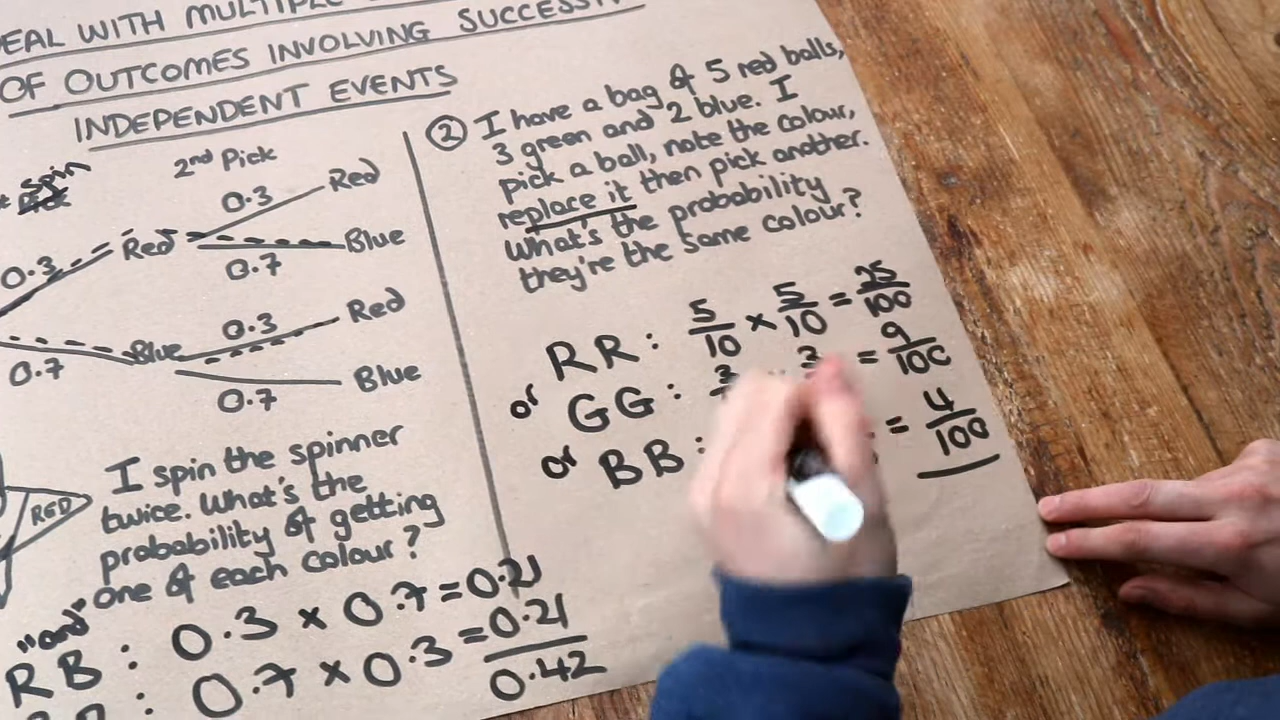 DEAL WITH MULTIPLE
OF OUTCOMES INVOLVING
INDEPENDENT EVENTS
Spin
2nd Pick
0.3
Red
0.3
Red
Blue
0.7
0.7
Blue
0.3
Red
0.7
Blue
RED
I spin the spinner
twice. What's the
probability of getting
one of each colour?
"and"
RB: 0.3 × 0.7 = 0.21
: 0.7 × 0.3 = 0.21
0.42
② I have a bag of 5 red balls,
3 green and 2 blue. I
pick a ball, note the colour,
replace it then pick another.
What's the probability
they're the same colour?
RR: 5/10 × 5/10 = 25/100
or GG: 3 3 = 9/100
or BB: = 4/100